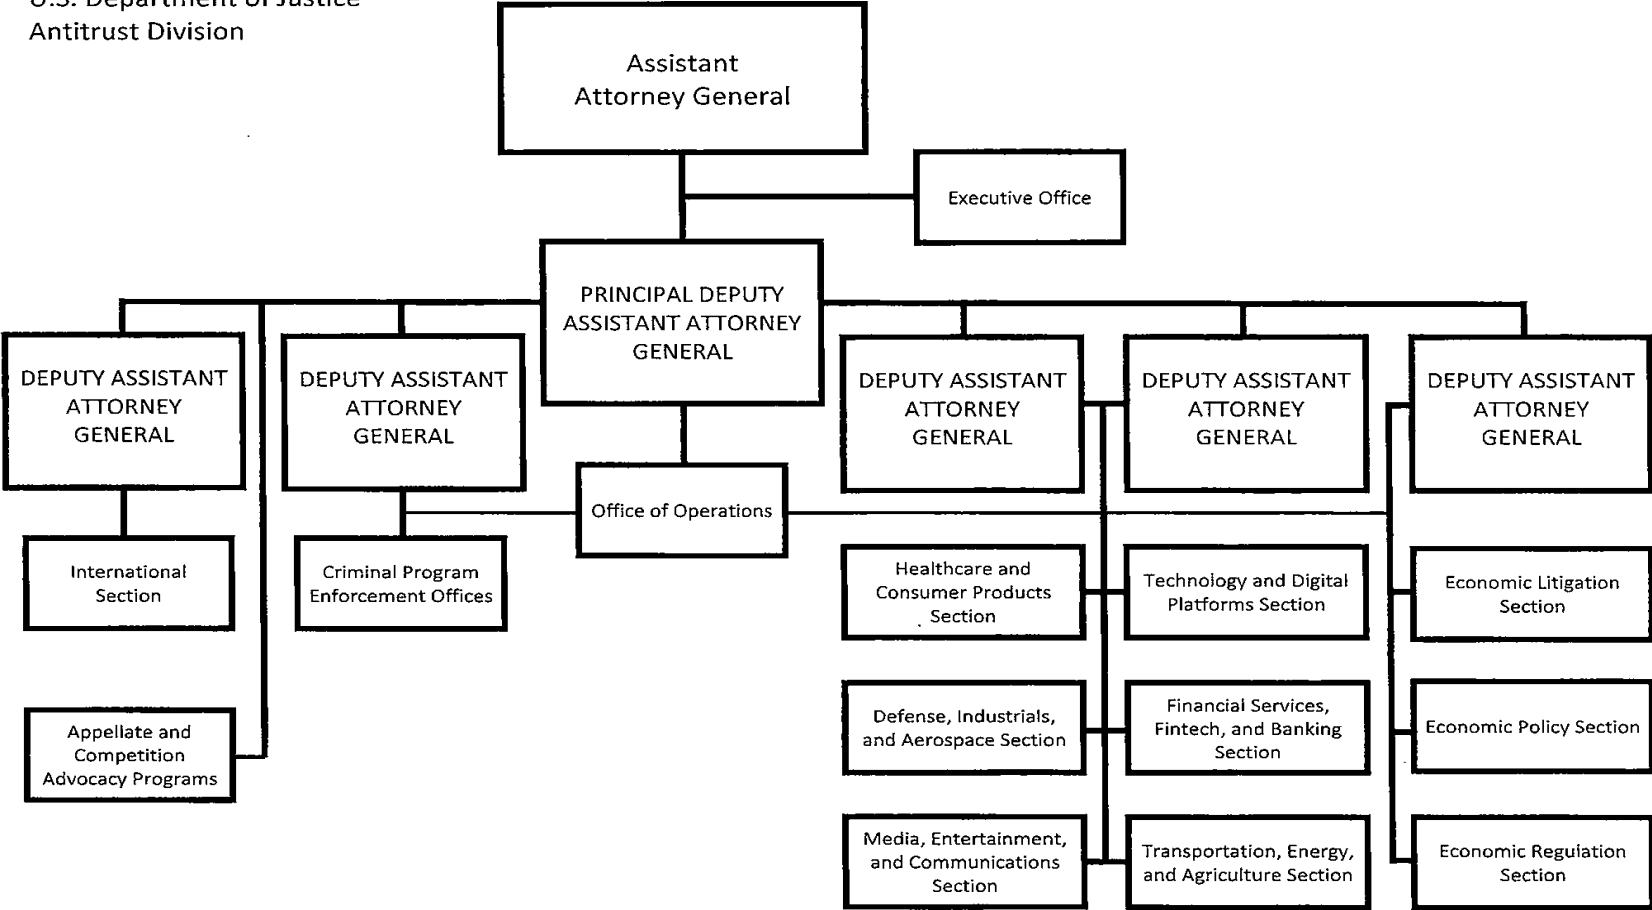 U.S. Department of Justice
Antitrust Division
Assistant
Attorney General
Executive Office
PRINCIPAL DEPUTY
ASSISTANT ATTORNEY
GENERAL
DEPUTY ASSISTANT
ATTORNEY
GENERAL
DEPUTY ASSISTANT
ATTORNEY
GENERAL
DEPUTY ASSISTANT
ATTORNEY
GENERAL
DEPUTY ASSISTANT
ATTORNEY
GENERAL
DEPUTY ASSISTANT
ATTORNEY
GENERAL
Office of Operations
International
Section
Criminal Program
Enforcement Offices
Healthcare and
Consumer Products
Section
Technology and Digital
Platforms Section
Economic Litigation
Section
Appellate and
Competition
Advocacy Programs
Defense, Industrials,
and Aerospace Section
Financial Services,
Fintech, and Banking
Section
Economic Policy Section
Media, Entertainment,
and Communications
Section
Transportation, Energy,
and Agriculture Section
Economic Regulation
Section